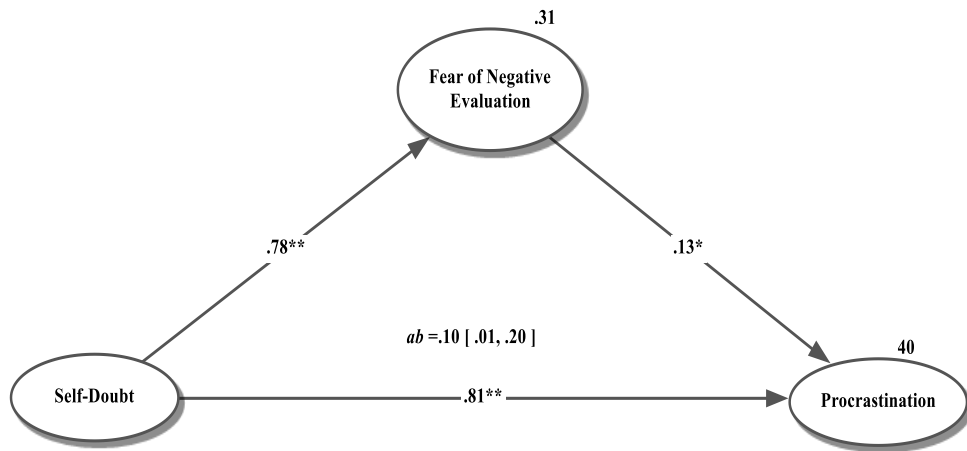 .31
Fear of Negative
Evaluation
.78**
.13*
ab =.10 [ .01, .20 ]
40
Self-Doubt
.81**
Procrastination